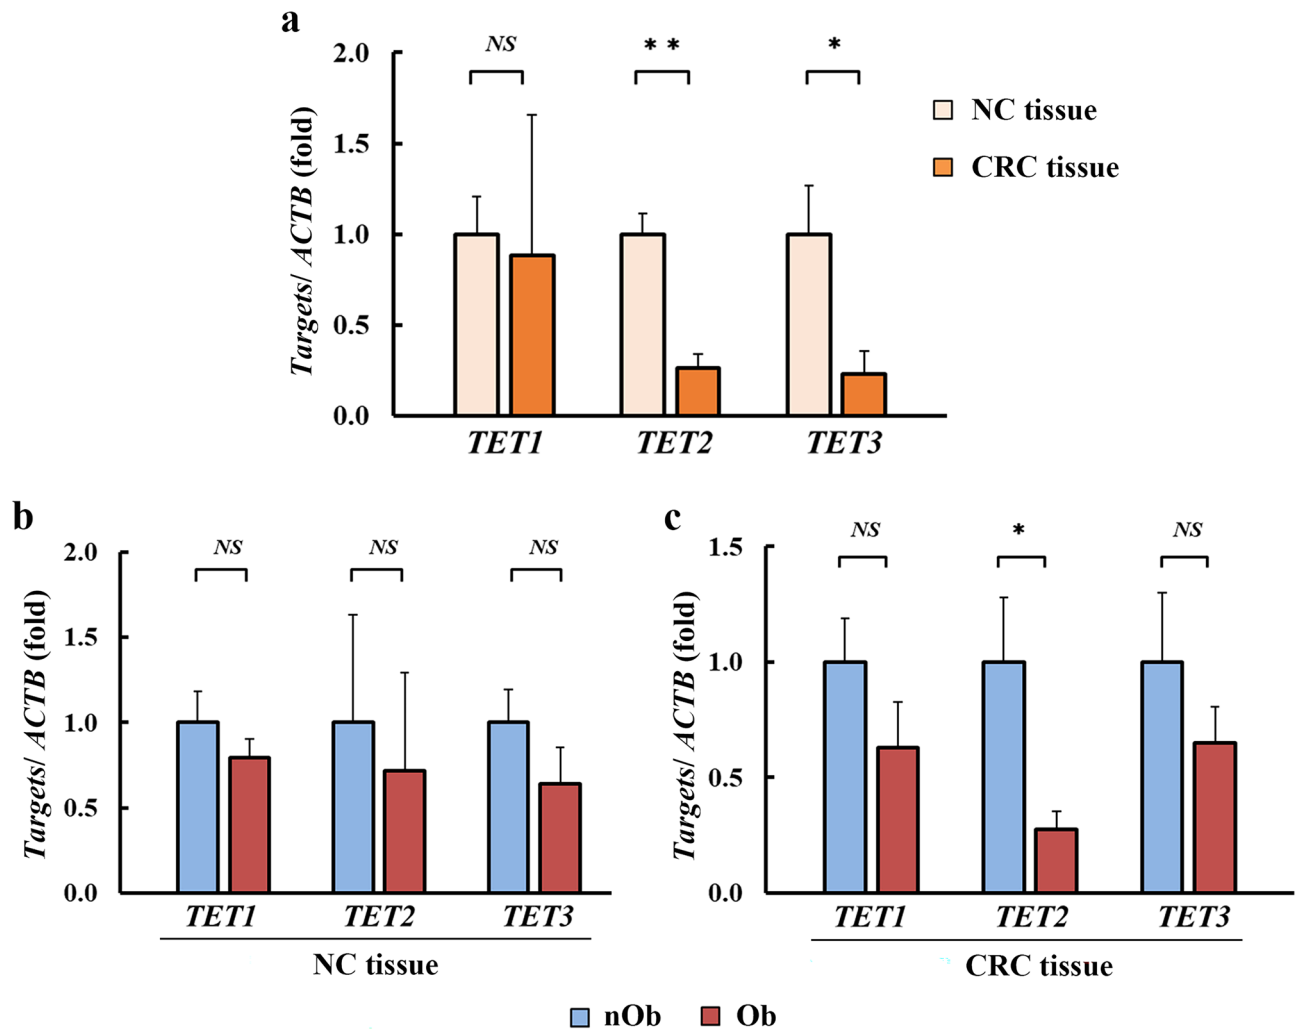 a
NS
* *
*
2.0
1.5
1.0
0.5
0.0
Targets/ ACTB (fold)
NC tissue
CRC tissue
TET1 TET2 TET3
b
NS NS NS
2.0
1.5
1.0
0.5
0.0
Targets/ ACTB (fold)
TET1 TET2 TET3
NC tissue
c
NS * NS
1.5
1.0
0.5
0.0
Targets/ ACTB (fold)
TET1 TET2 TET3
CRC tissue
nOb Ob